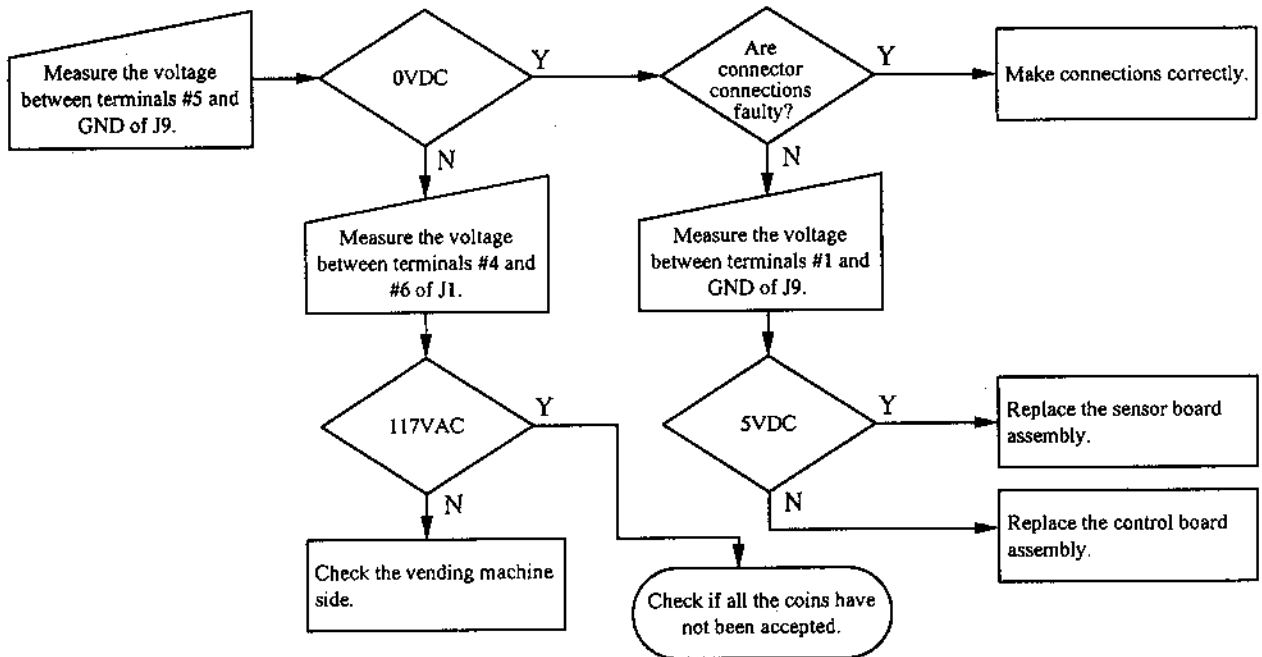 Measure the voltage
between terminals #5 and
GND of J9.
0VDC
Y
Are
connector
connections
faulty?
Y
Make connections correctly.
N
N
Measure the voltage
between terminals #4 and
#6 of J1.
Measure the voltage
between terminals #1 and
GND of J9.
117VAC
Y
5VDC
Y
Replace the sensor board
assembly.
N
N
Replace the control board
assembly.
Check the vending machine
side.
Check if all the coins have
not been accepted.